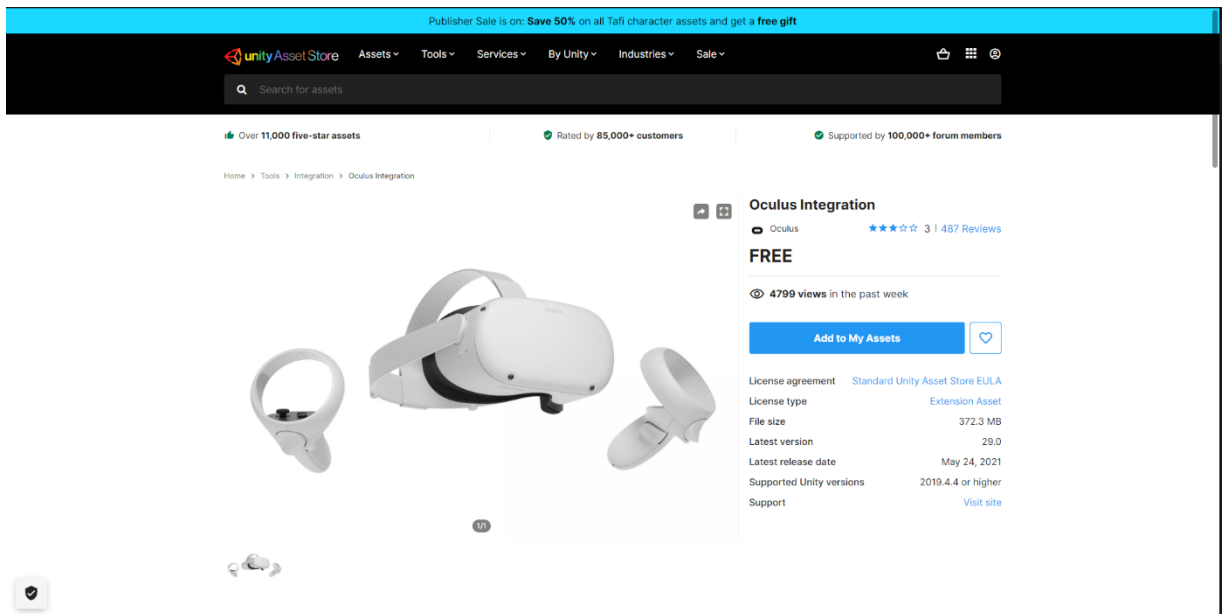 Publisher Sale is on: Save 50% on all Tafi character assets and get a free gift
unity Asset Store Assets Tools Services By Unity Industries Sale
Search for assets
Over 11,000 five-star assets Rated by 85,000+ customers Supported by 100,000+ forum members
Home > Tools > Integration > Oculus Integration
Oculus Integration
Oculus 3 | 487 Reviews
FREE
4799 views in the past week
Add to My Assets
License agreement Standard Unity Asset Store EULA
License type Extension Asset
File size 372.3 MB
Latest version 29.0
Latest release date May 24, 2021
Supported Unity versions 2019.4.4 or higher
Support Visit site
1/1